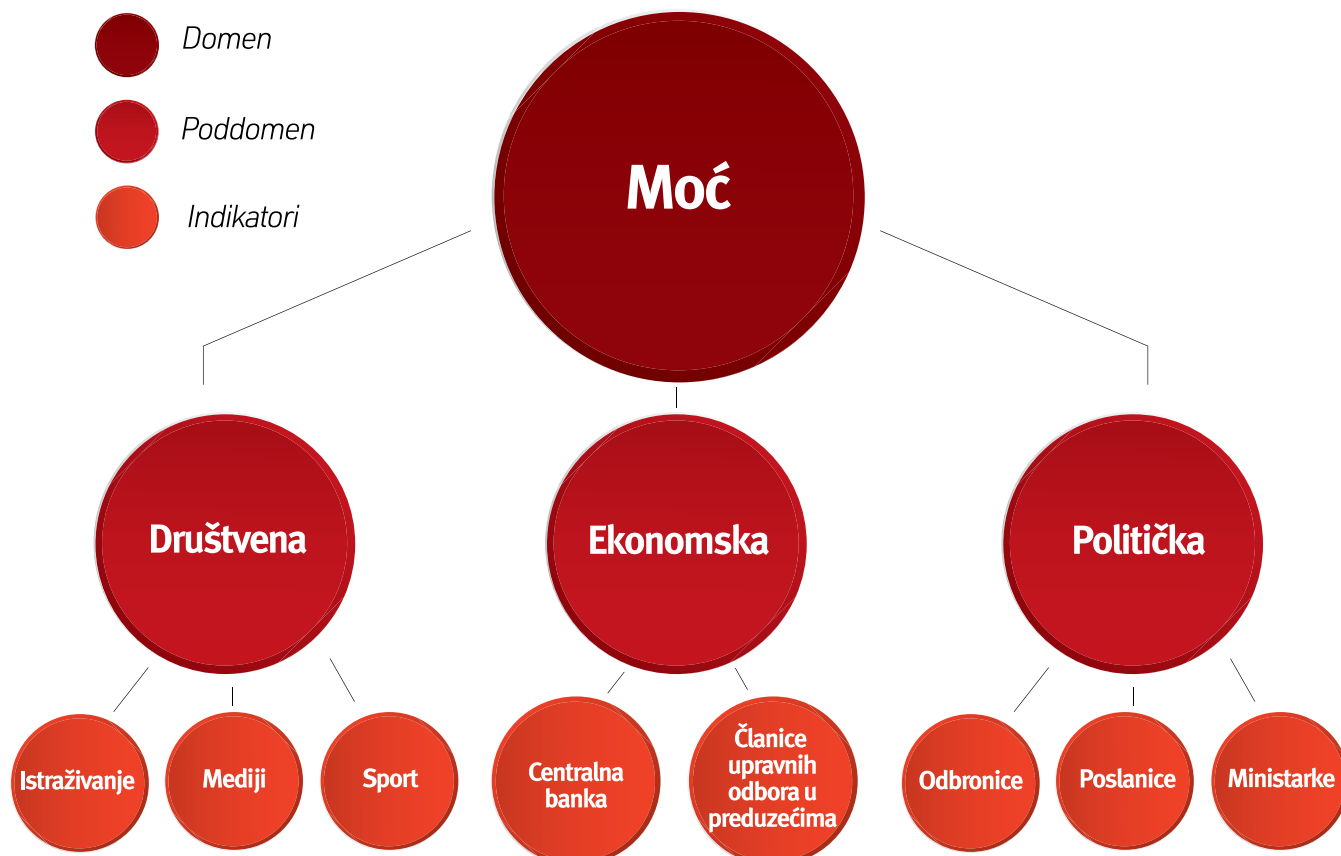 Domen
Poddomen
Indikatori
Moć
Društvena
Ekonomska
Politička
Istraživanje
Mediji
Sport
Centralna
banka
Članice
upravnih
odbora u
preduzećima
Odbronice
Poslanice
Ministarke